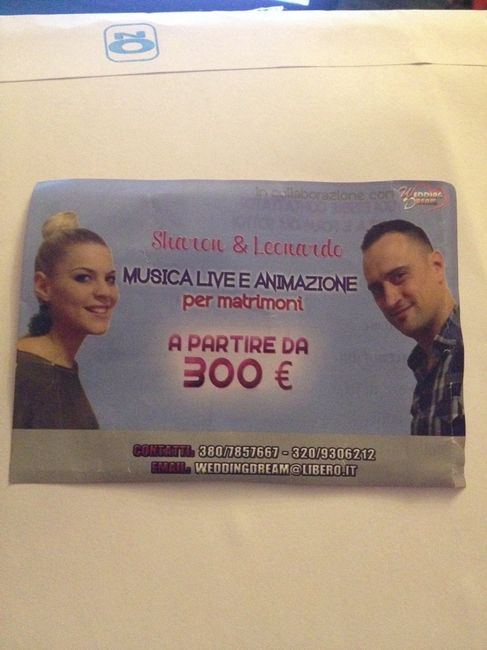 In collaborazione con
WEDDING
DREAM
Sharon & Leonardo
MUSICA LIVE E ANIMAZIONE
per matrimoni
A PARTIRE DA
300 €
CONTATTI: 380/7857667 - 320/9306212
EMAIL: WEDDINGDREAM@LIBERO.IT